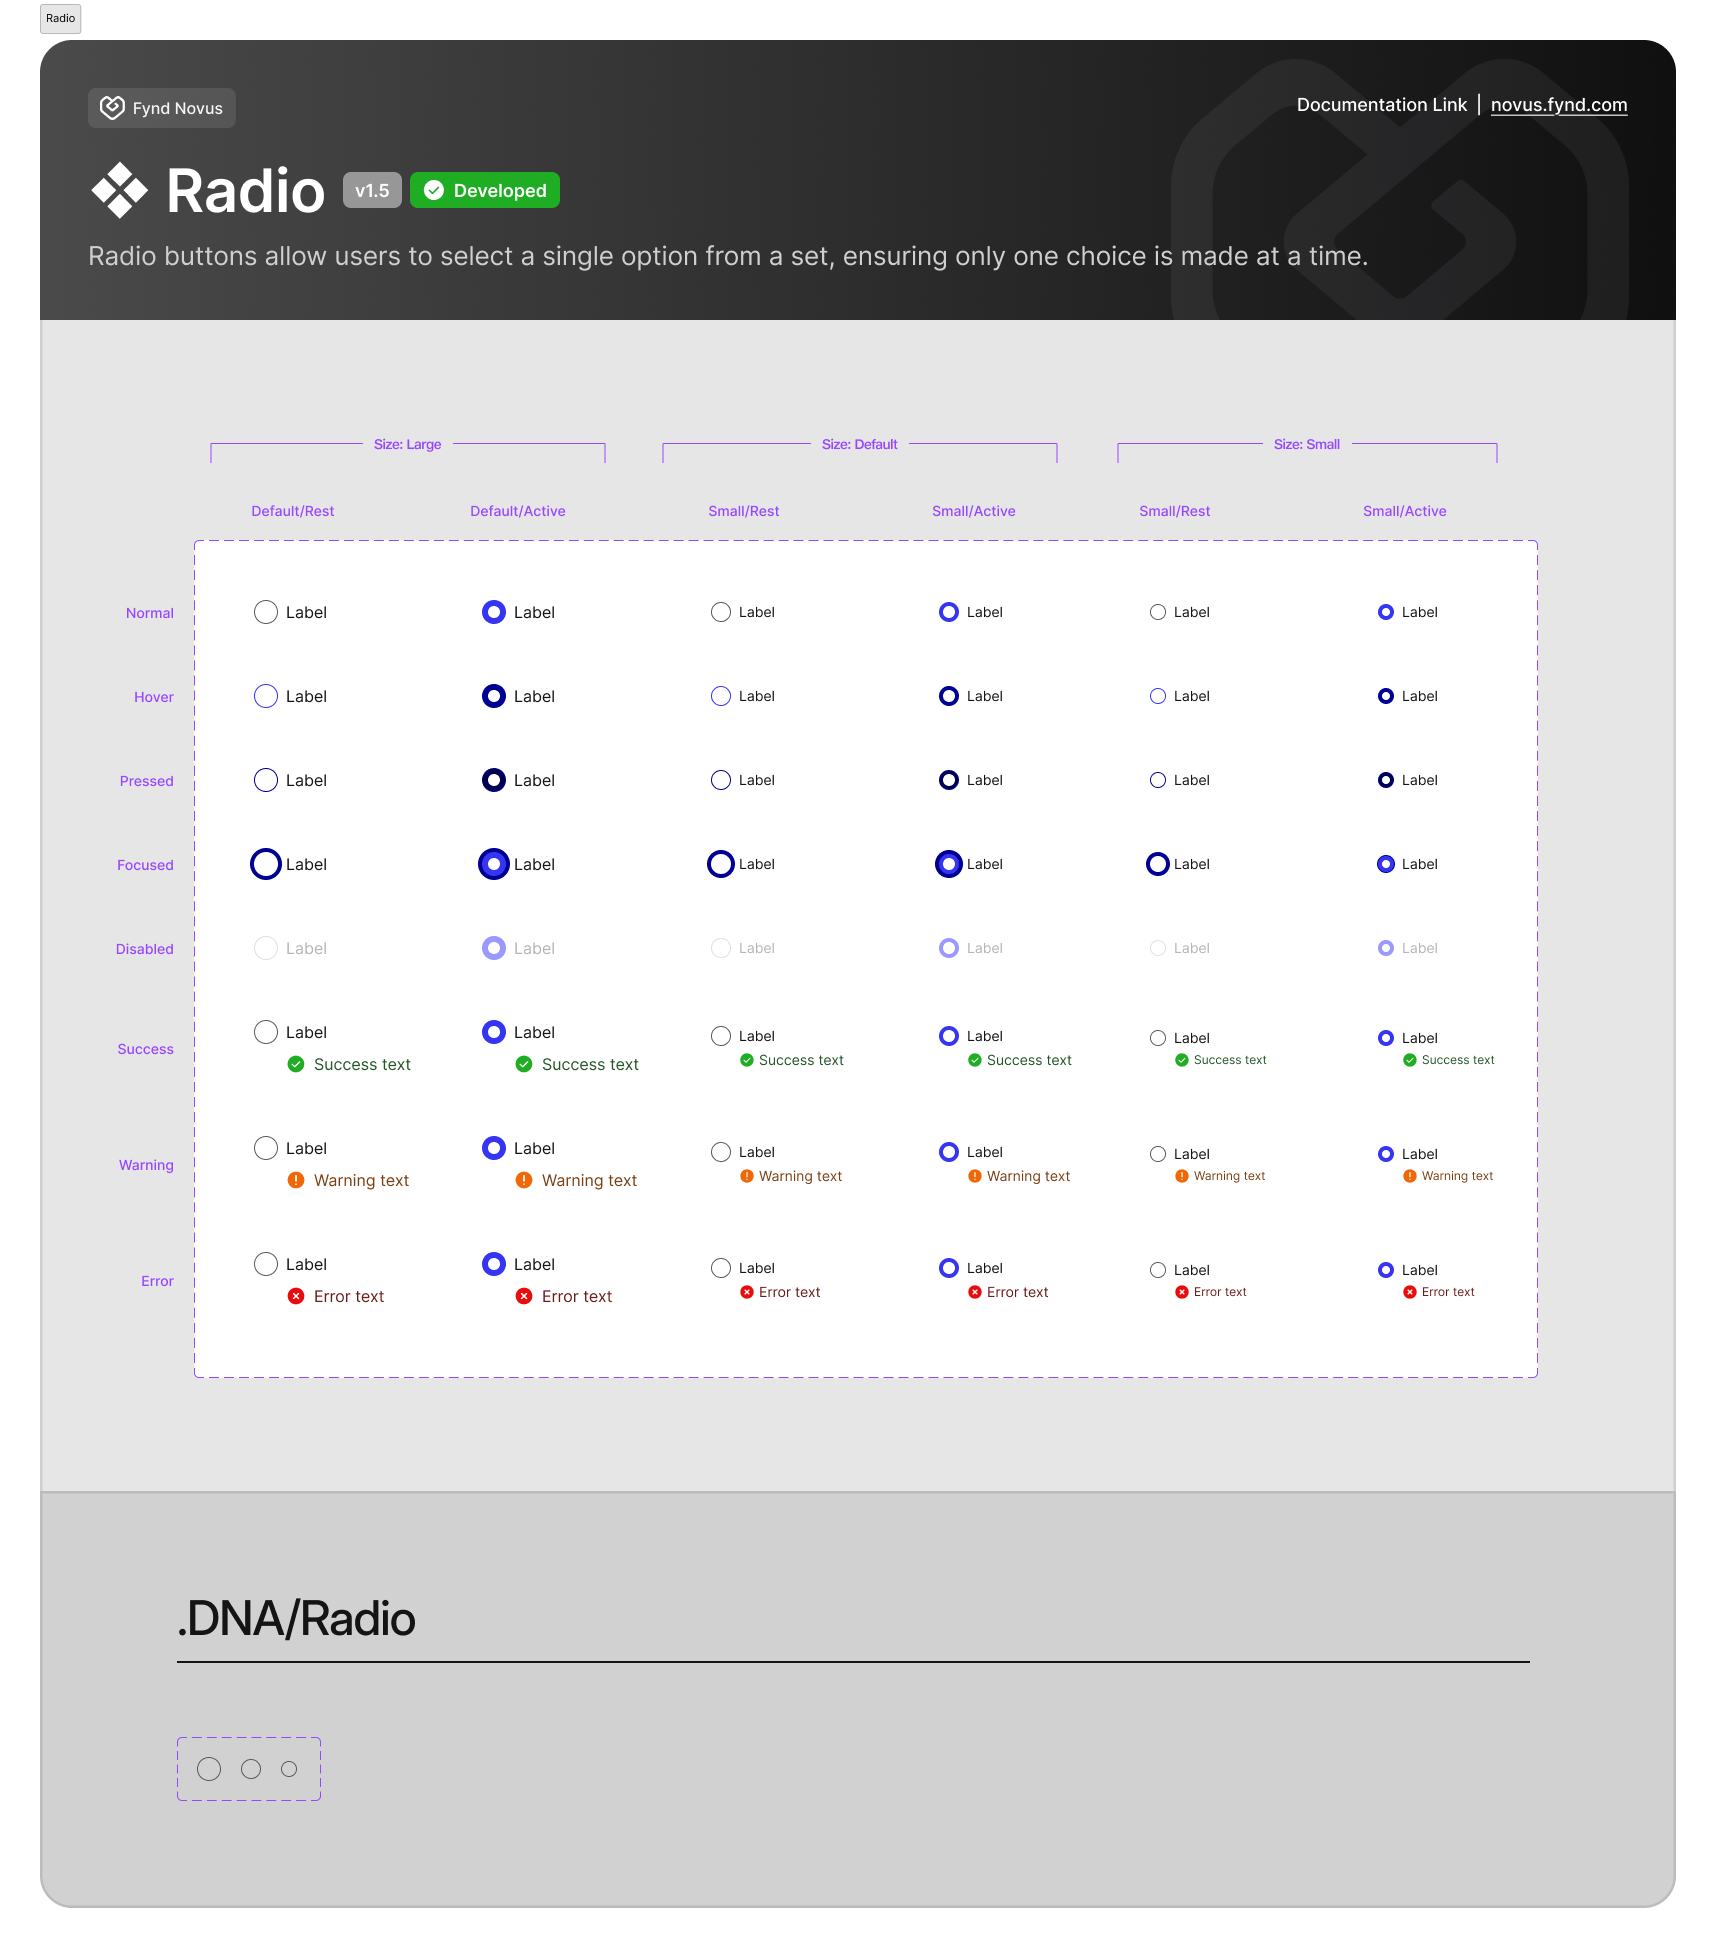 Radio
Fynd Novus
Documentation Link | novus.fynd.com
Radio v1.5 Developed
Radio buttons allow users to select a single option from a set, ensuring only one choice is made at a time.
Size: Large Size: Default Size: Small
Default/Rest Default/Active Small/Rest Small/Active Small/Rest Small/Active
Normal Label Label Label Label Label Label
Hover Label Label Label Label Label Label
Pressed Label Label Label Label Label Label
Focused Label Label Label Label Label Label
Disabled Label Label Label Label Label Label
Label Label Label Label Label Label
Success
Success text Success text Success text Success text Success text Success text
Label Label Label Label Label Label
Warning
Warning text Warning text Warning text Warning text Warning text Warning text
Label Label Label Label Label Label
Error
Error text Error text Error text Error text Error text Error text
.DNA/Radio